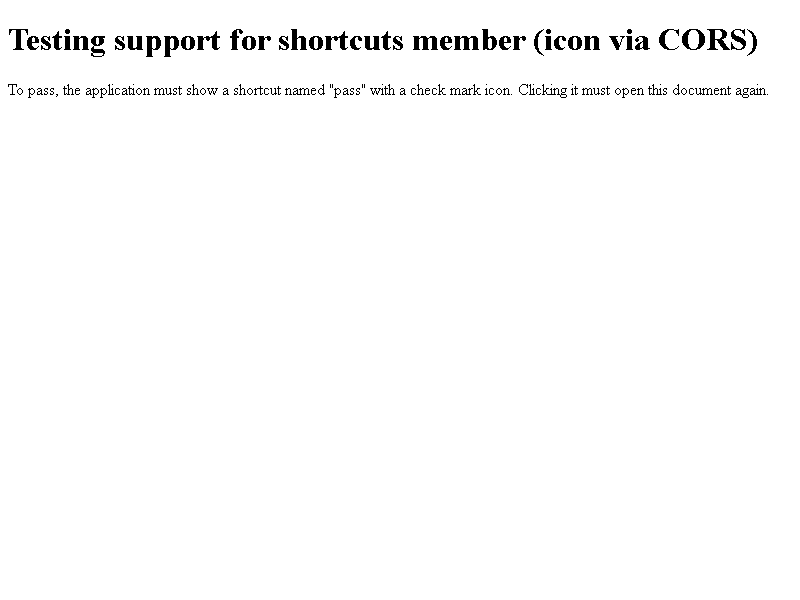 Testing support for shortcuts member (icon via CORS)
To pass, the application must show a shortcut named "pass" with a check mark icon. Clicking it must open this document again.